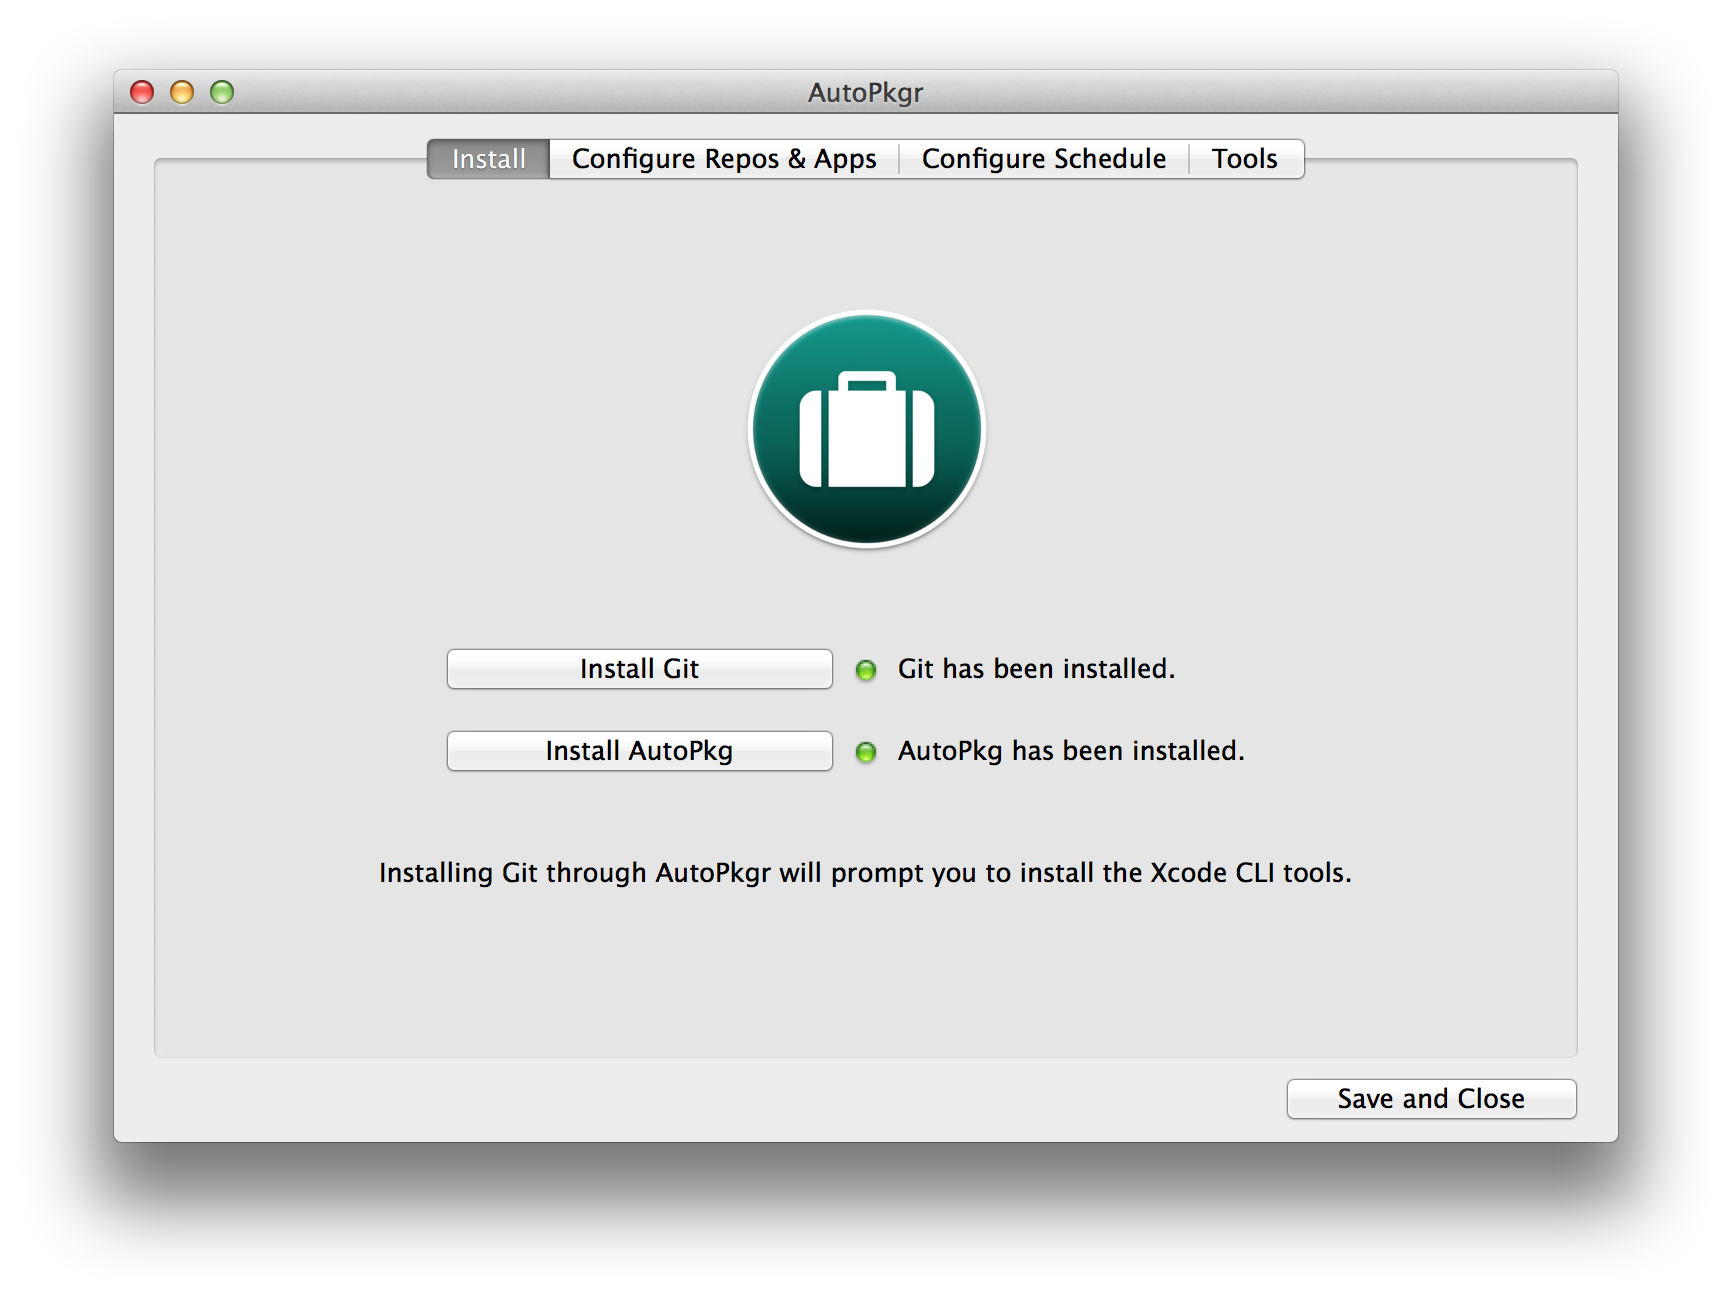 AutoPkgr
Install Configure Repos & Apps Configure Schedule Tools
Install Git Git has been installed.
Install AutoPkg AutoPkg has been installed.
Installing Git through AutoPkgr will prompt you to install the Xcode CLI tools.
Save and Close